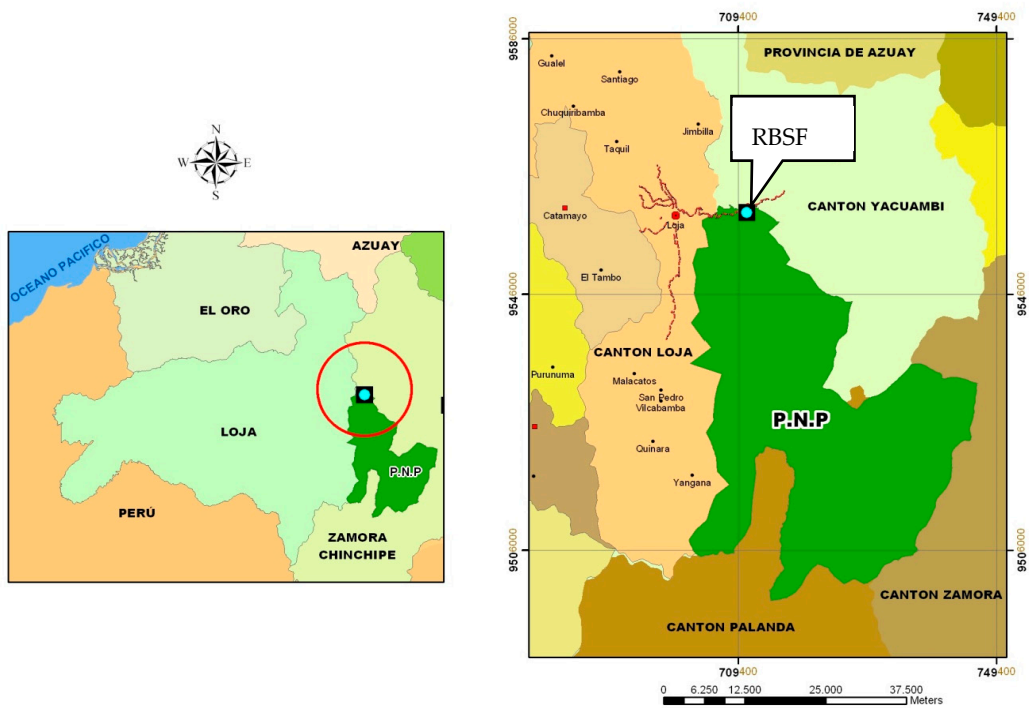 N
W E
S
OCEANO PACIFICO
AZUAY
EL ORO
LOJA
P.N.P
PERÚ
ZAMORA
CHINCHIPE
709400
749400
9586000
PROVINCIA DE AZUAY
Gualel
Santiago
Chuquiribamba
Jimbilla
Taquil
RBSF
Catamayo
Loja
CANTON YACUAMBI
El Tambo
9546000
CANTON LOJA
Purunuma
Malacatos
San Pedro
Vilcabamba
P.N.P
Quinara
Yangana
9506000
CANTON ZAMORA
CANTON PALANDA
709400
749400
0 6.250 12.500 25.000 37.500
Meters